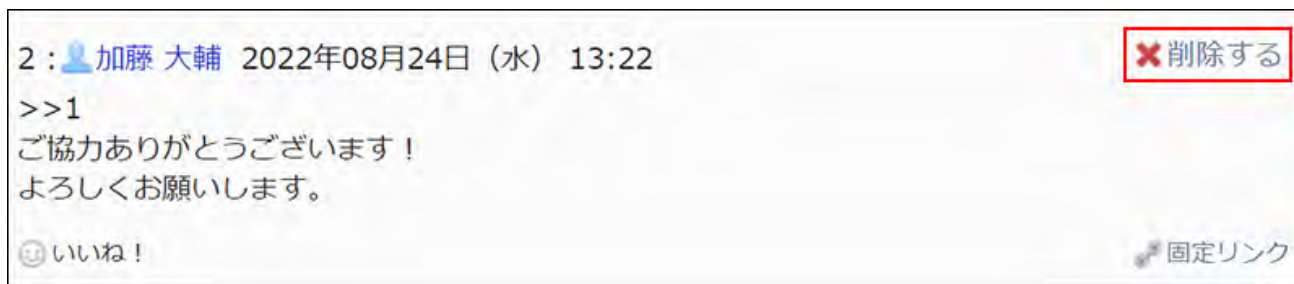 2 : 加藤 大輔 2022年08月24日（水） 13:22
削除する
>>1
ご協力ありがとうございます！
よろしくお願いします。
いいね！
固定リンク